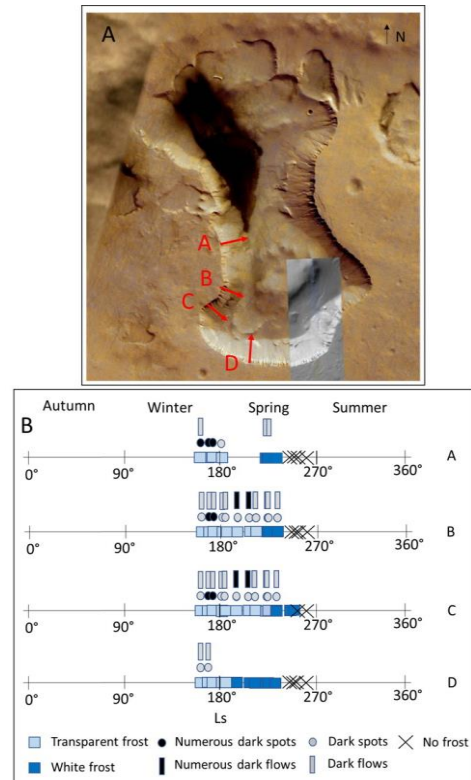 A
N
A
B
C
D
B
Autumn Winter Spring Summer
A
0° 90° 180° 270° 360°
B
0° 90° 180° 270° 360°
C
0° 90° 180° 270° 360°
D
0° 90° 180° 270° 360°
Ls
Transparent frost Numerous dark spots Dark spots No frost
White frost Numerous dark flows Dark flows